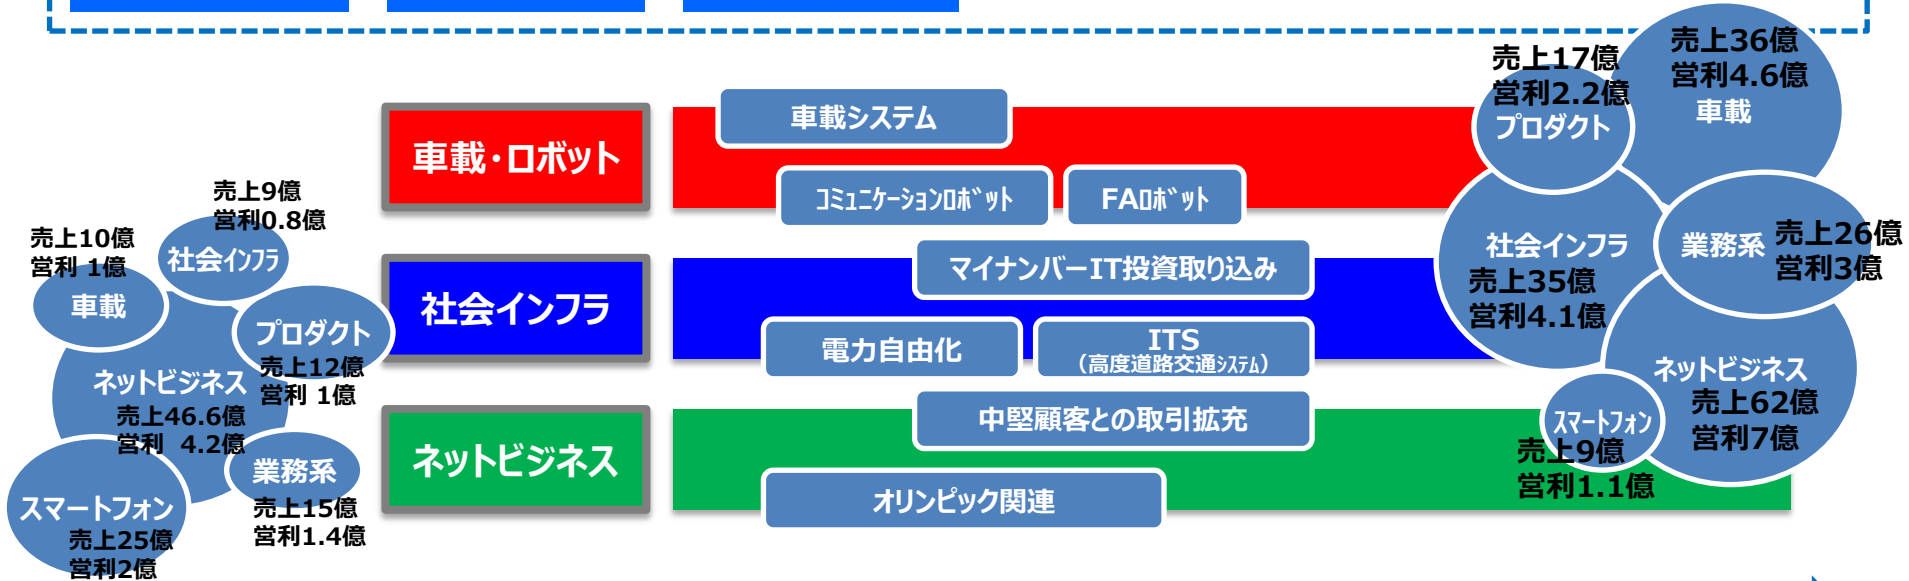 売上9億
営利0.8億
社会インフラ
売上10億
営利 1億
車載
プロダクト
売上12億
営利 1億
ネットビジネス
売上46.6億
営利 4.2億
業務系
売上15億
営利1.4億
スマートフォン
売上25億
営利2億
車載・ロボット
車載システム
コミュニケーションロボット
FAロボット
社会インフラ
マイナンバーIT投資取り込み
電力自由化
ITS
（高度道路交通システム）
ネットビジネス
中堅顧客との取引拡充
オリンピック関連
売上17億
営利2.2億
プロダクト
売上36億
営利4.6億
車載
社会インフラ
売上35億
営利4.1億
業務系
売上26億
営利3億
ネットビジネス
売上62億
営利7億
スマートフォン
売上9億
営利1.1億